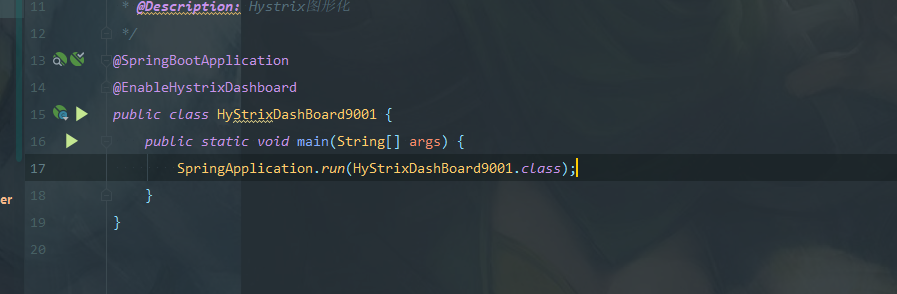 11 * @Description: Hystrix图形化
12 */
13 @SpringBootApplication
14 @EnableHystrixDashboard
15 public class HyStrixDashBoard9001 {
16 public static void main(String[] args) {
17 SpringApplication.run(HyStrixDashBoard9001.class);
18 }
er
19 }
20